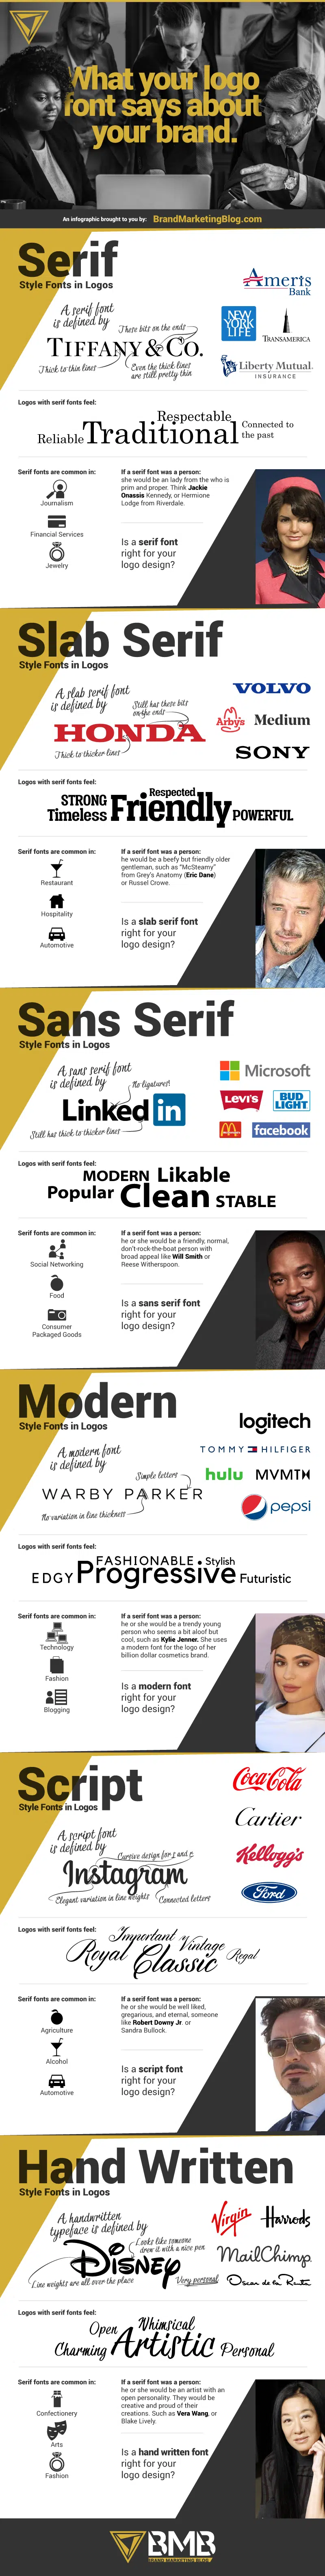 What your logo
font says about
your brand.
An infographic brought to you by: BrandMarketingBlog.com
Serif
Style Fonts in Logos
Ameris
Bank
A serif font
is defined by
These bits on the ends
TIFFANY & CO.
Thick to thin lines
Even the thick lines
are still pretty thin
NEW
YORK
LIFE
TRANSAMERICA
Liberty Mutual
INSURANCE
Logos with serif fonts feel:
Respectable
Reliable Traditional Connected to
the past
Serif fonts are common in:
Journalism
Financial Services
Jewelry
If a serif font was a person:
she would be an lady from the who is
prim and proper. Think Jackie
Onassis Kennedy, or Hermione
Lodge from Riverdale.
Is a serif font
right for your
logo design?
Slab Serif
Style Fonts in Logos
A slab serif font
is defined by
Still has these bits
on the ends
HONDA
Thick to thicker lines
VOLVO
Arby's
Medium
SONY
Logos with serif fonts feel:
STRONG Respected
Timeless Friendly POWERFUL
Serif fonts are common in:
Restaurant
Hospitality
Automotive
If a serif font was a person:
he would be a beefy but friendly older
gentleman, such as "McSteamy"
from Grey's Anatomy (Eric Dane)
or Russel Crowe.
Is a slab serif font
right for your
logo design?
Sans Serif
Style Fonts in Logos
A sans serif font
is defined by
No ligatures!
Linked in
Still has thick to thicker lines
Microsoft
LEVI'S
BUD
LIGHT
facebook
Logos with serif fonts feel:
MODERN Likable
Popular Clean STABLE
Serif fonts are common in:
Social Networking
Food
Consumer
Packaged Goods
If a serif font was a person:
he or she would be a friendly, normal,
don't-rock-the-boat person with
broad appeal like Will Smith or
Reese Witherspoon.
Is a sans serif font
right for your
logo design?
Modern
Style Fonts in Logos
A modern font
is defined by
Simple letters
WARBY PARKER
No variation in line thickness
logitech
TOMMY HILFIGER
hulu MVMT
pepsi
Logos with serif fonts feel:
FASHIONABLE Stylish
EDGY Progressive Futuristic
Serif fonts are common in:
Technology
Fashion
Blogging
If a serif font was a person:
he or she would be a trendy young
person who seems a bit aloof but
cool, such as Kylie Jenner. She uses
a modern font for the logo of her
billion dollar cosmetics brand.
Is a modern font
right for your
logo design?
Script
Style Fonts in Logos
A script font
is defined by
Cursive design for r and s
Instagram
Elegant variation in line weights
Connected letters
Coca-Cola
Cartier
Kellogg's
Ford
Logos with serif fonts feel:
Important Vintage
Royal Classic Regal
Serif fonts are common in:
Agriculture
Alcohol
Automotive
If a serif font was a person:
he or she would be well liked,
gregarious, and eternal, someone
like Robert Downy Jr. or
Sandra Bullock.
Is a script font
right for your
logo design?
Hand Written
Style Fonts in Logos
A handwritten
typeface is defined by
Looks like someone
drew it with a nice pen
DISNEY
Line weights are all over the place
Very personal
Virgin
Harrods
MailChimp
Oscar de la Renta
Logos with serif fonts feel:
Open Whimsical
Charming Artistic Personal
Serif fonts are common in:
Confectionery
Arts
Fashion
If a serif font was a person:
he or she would be an artist with an
open personality. They would be
creative and proud of their
creations. Such as Vera Wang, or
Blake Lively.
Is a hand written font
right for your
logo design?
BMB
BRAND MARKETING BLOG